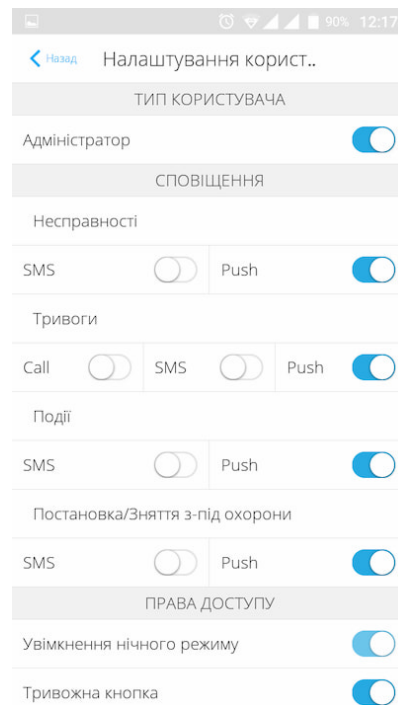 90% 12:17
Назад Налаштування корист..
ТИП КОРИСТУВАЧА
Адміністратор
СПОВІЩЕННЯ
Несправності
SMS Push
Тривоги
Call SMS Push
Події
SMS Push
Постановка/Зняття з-під охорони
SMS Push
ПРАВА ДОСТУПУ
Увімкнення нічного режиму
Тривожна кнопка